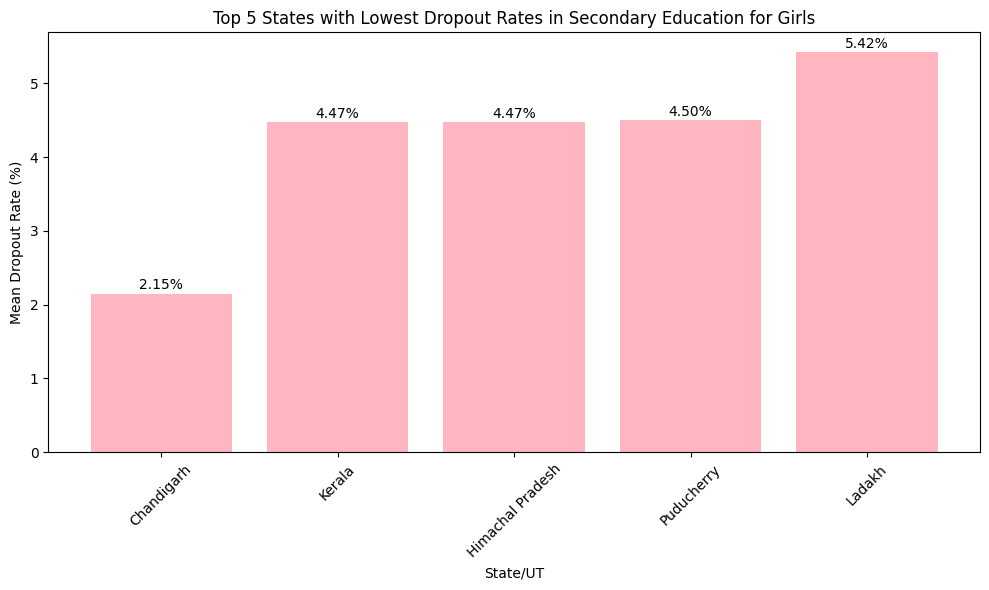 Top 5 States with Lowest Dropout Rates in Secondary Education for Girls
5.42%
5
4.47%
4.47%
4.50%
4
Mean Dropout Rate (%)
3
2.15%
2
1
0
Chandigarh
Kerala
Himachal Pradesh
Puducherry
Ladakh
State/UT